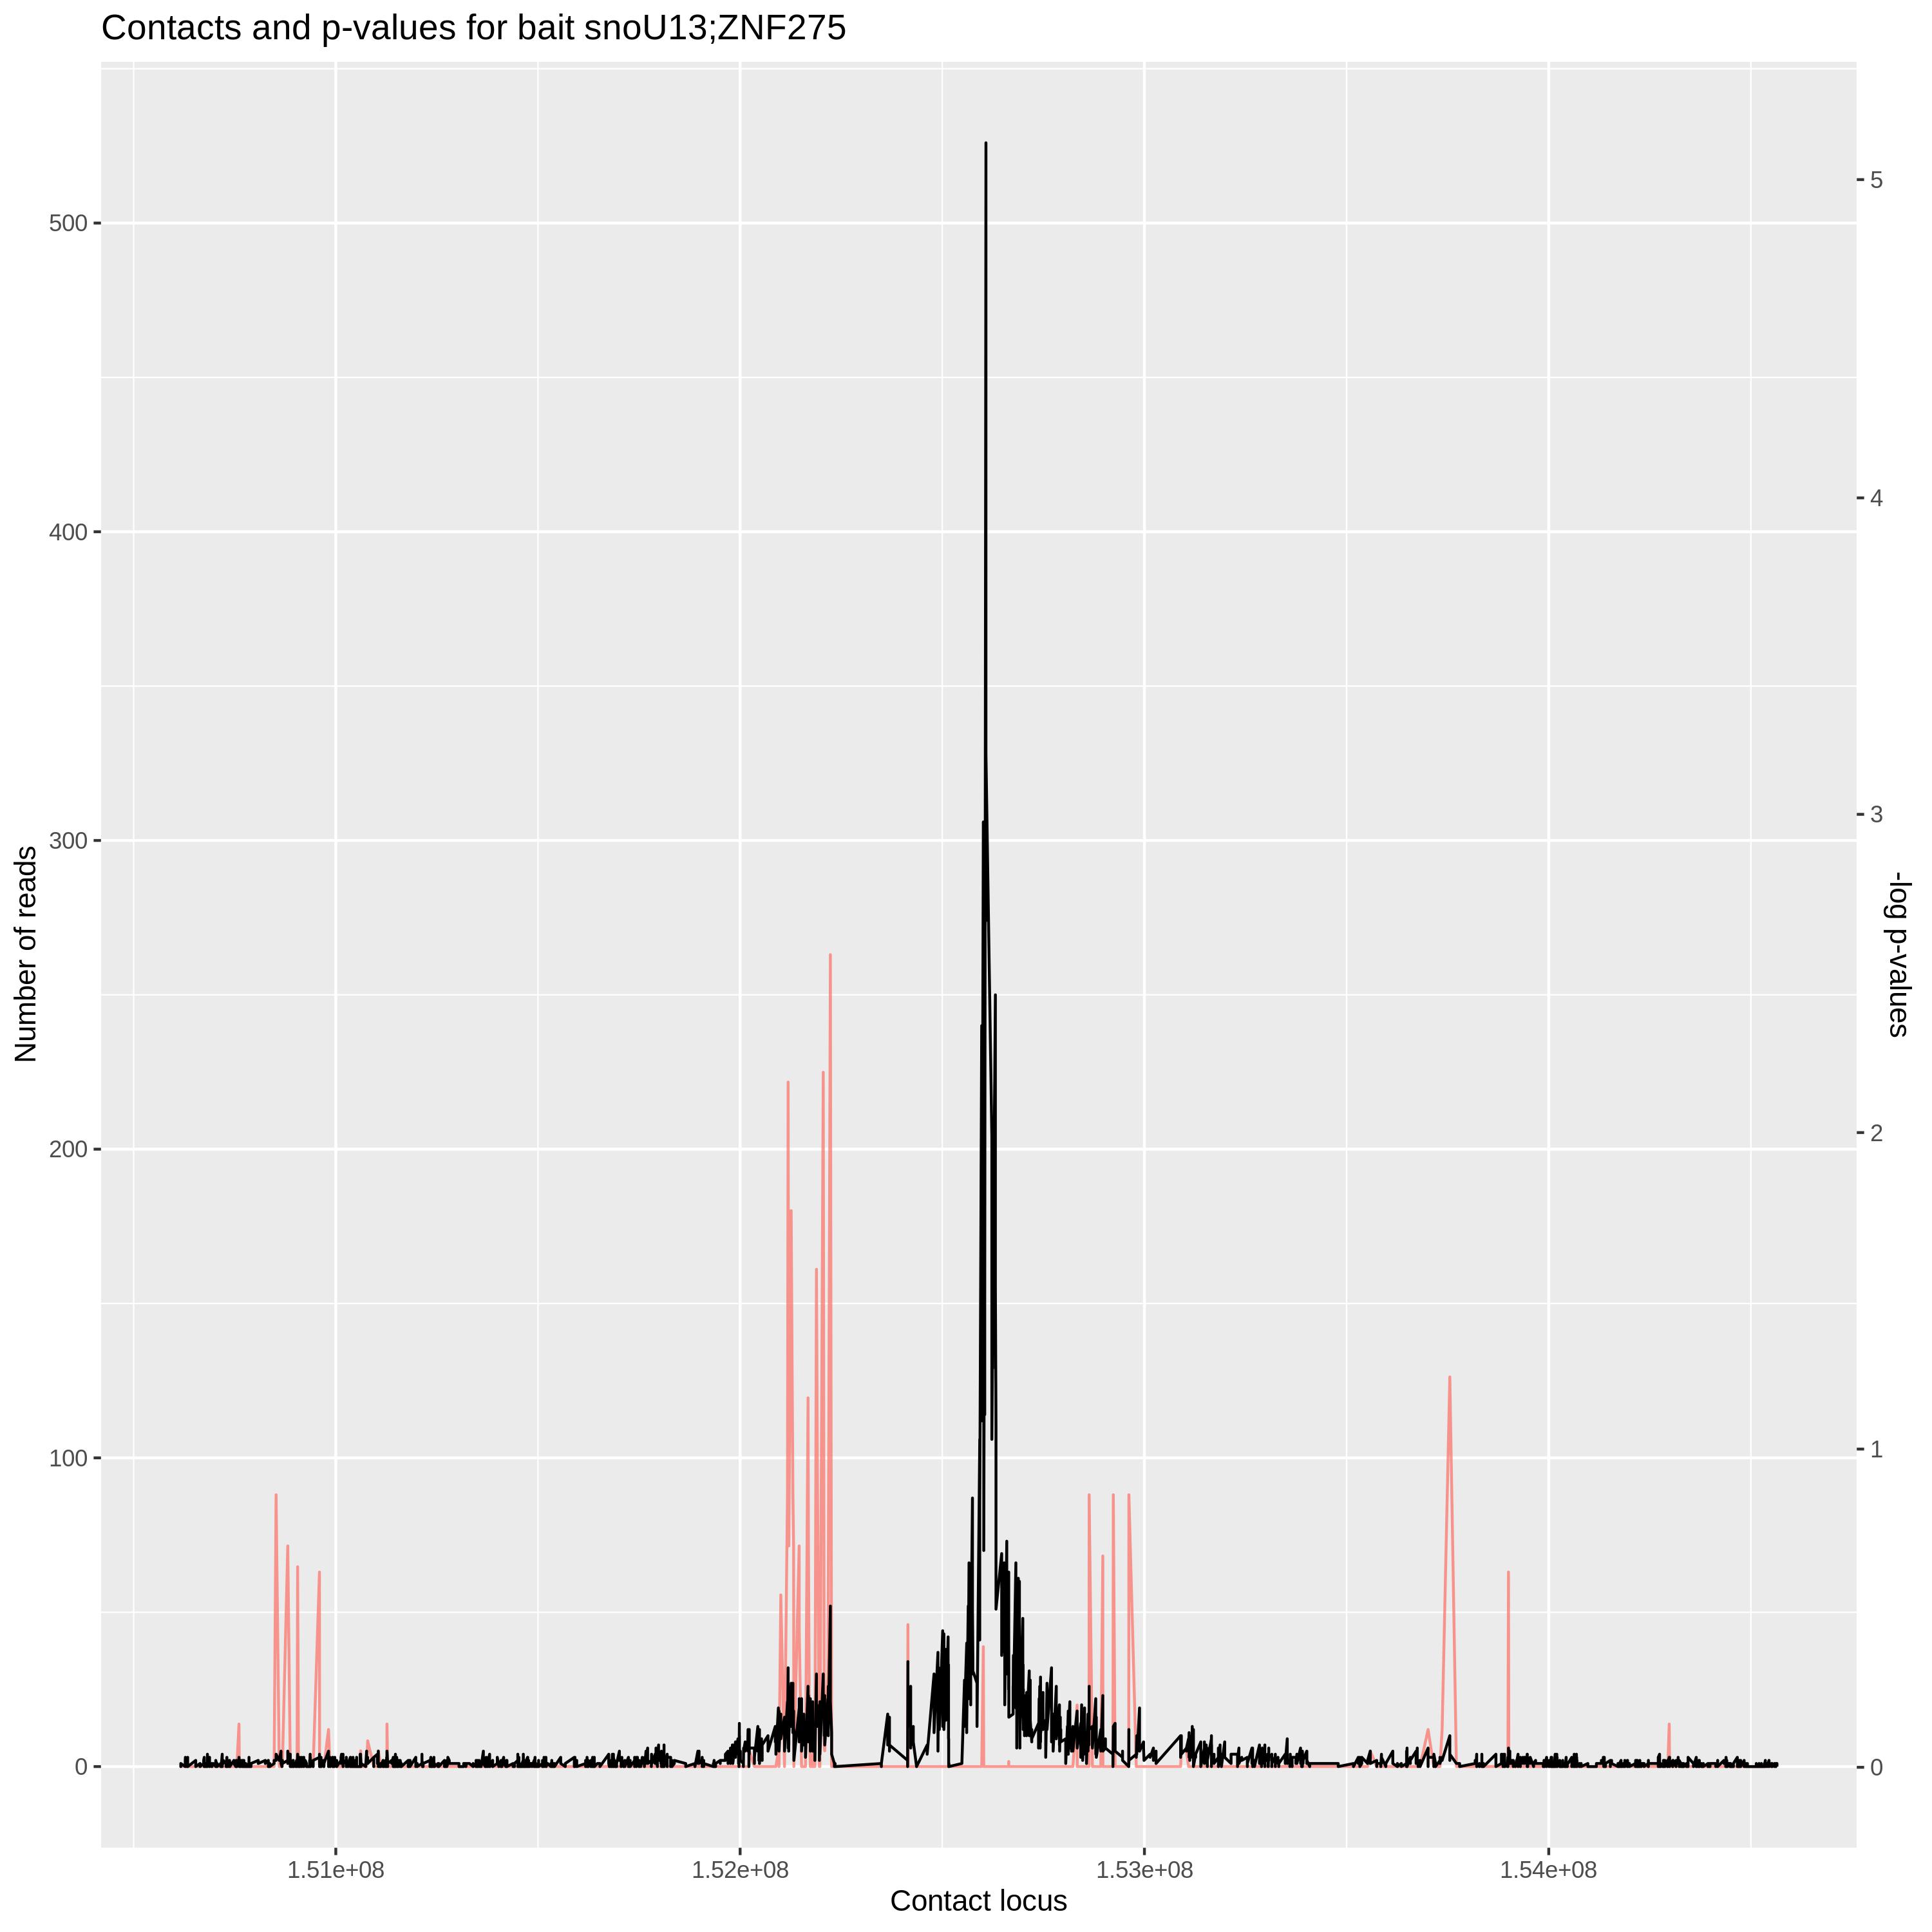 Contacts and p-values for bait snoU13;ZNF275
Number of reads
500
400
300
200
100
0
5
4
3
2
1
0
-log p-values
1.51e+08 1.52e+08 1.53e+08 1.54e+08
Contact locus